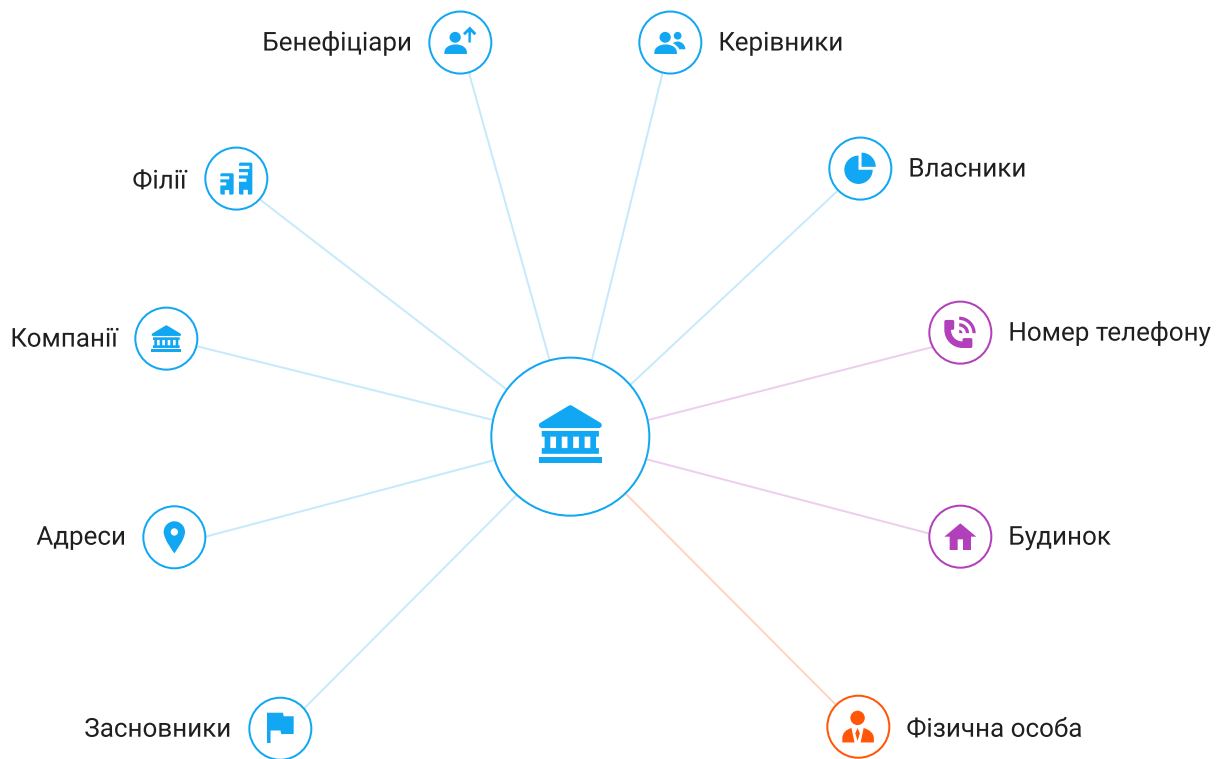 Бенефіціари
Керівники
Філії
Власники
Компанії
Номер телефону
Адреси
Будинок
Засновники
Фізична особа